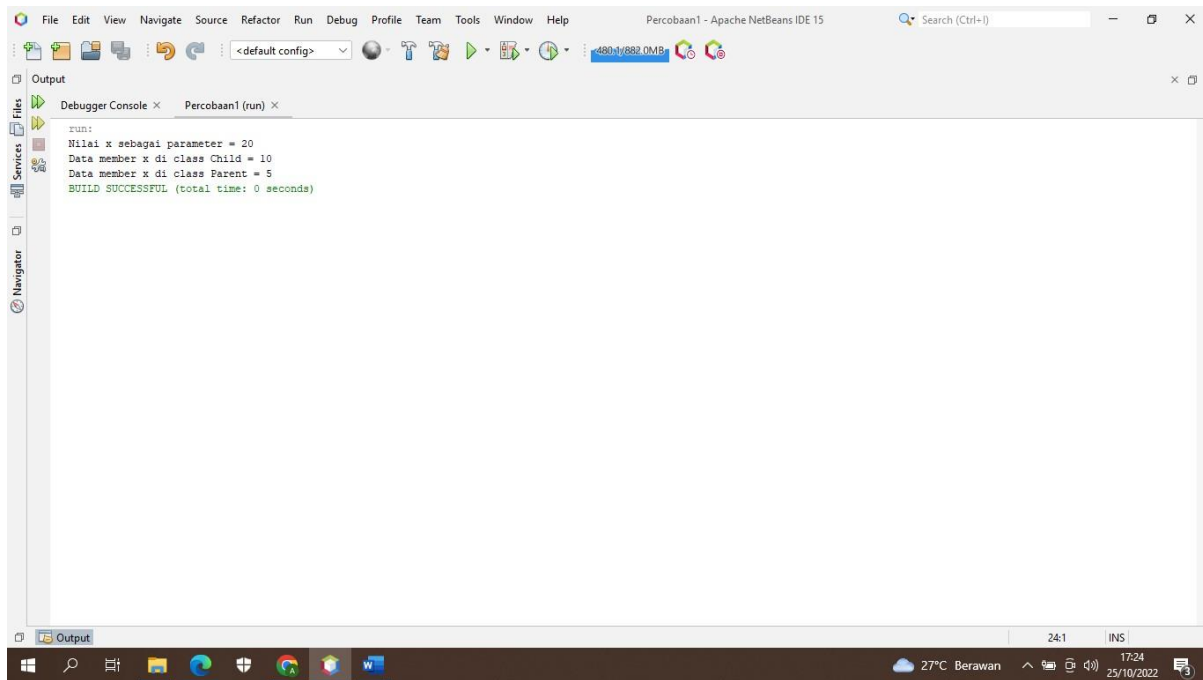 File Edit View Navigate Source Refactor Run Debug Profile Team Tools Window Help Percobaan1 - Apache NetBeans IDE 15 Search (Ctrl+I)
<default config> 480.1/882.0MB
Output
Debugger Console Percobaan1 (run)
Files
Services
Navigator
run:
Nilai x sebagai parameter = 20
Data member x di class Child = 10
Data member x di class Parent = 5
BUILD SUCCESSFUL (total time: 0 seconds)
Output 24:1 INS
27°C Berawan 17:24
25/10/2022
3